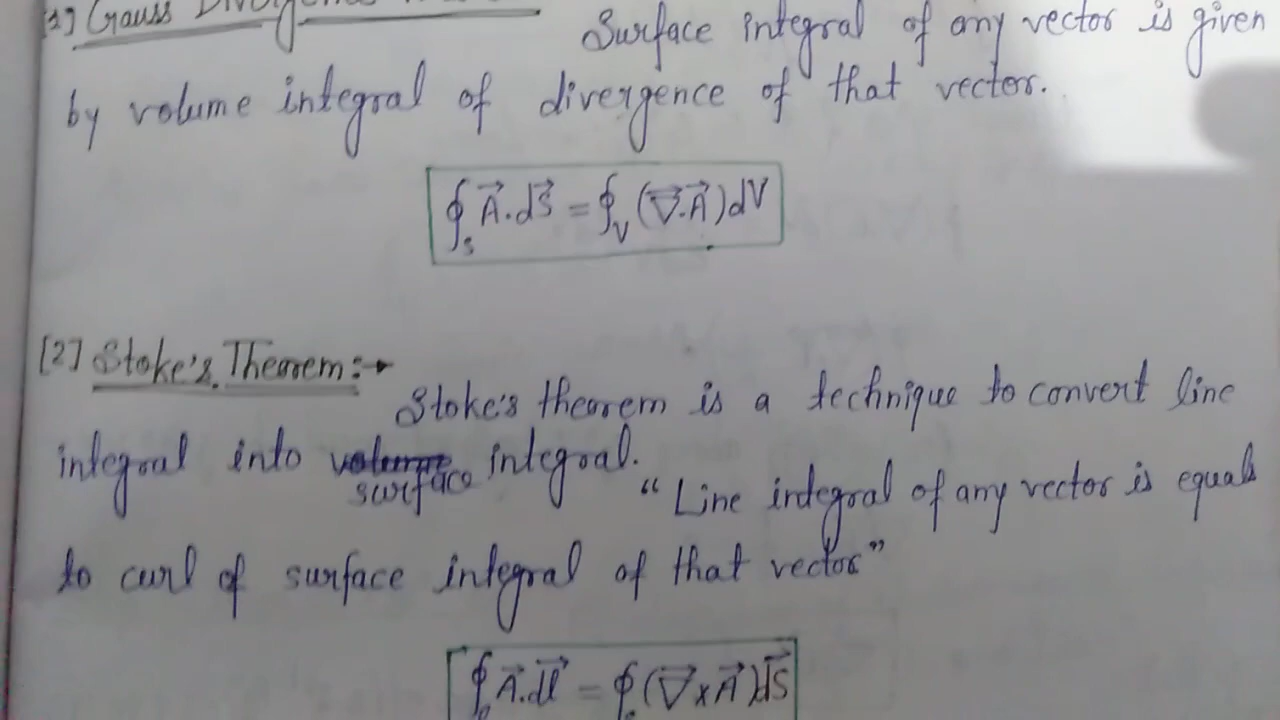 [1] Gauss Divergence
Surface integral of any vector is given
by volume integral of divergence of that vector.
∮s A⃗.dS⃗ = ∮v (∇⃗.A⃗)dV
[2] Stoke's Theorem:→
Stoke's theorem is a technique to convert line
integral into surface integral.
"Line integral of any vector is equals
to curl of surface integral of that vector"
∮ A⃗.dl⃗ = ∮ (∇⃗×A⃗)dS⃗